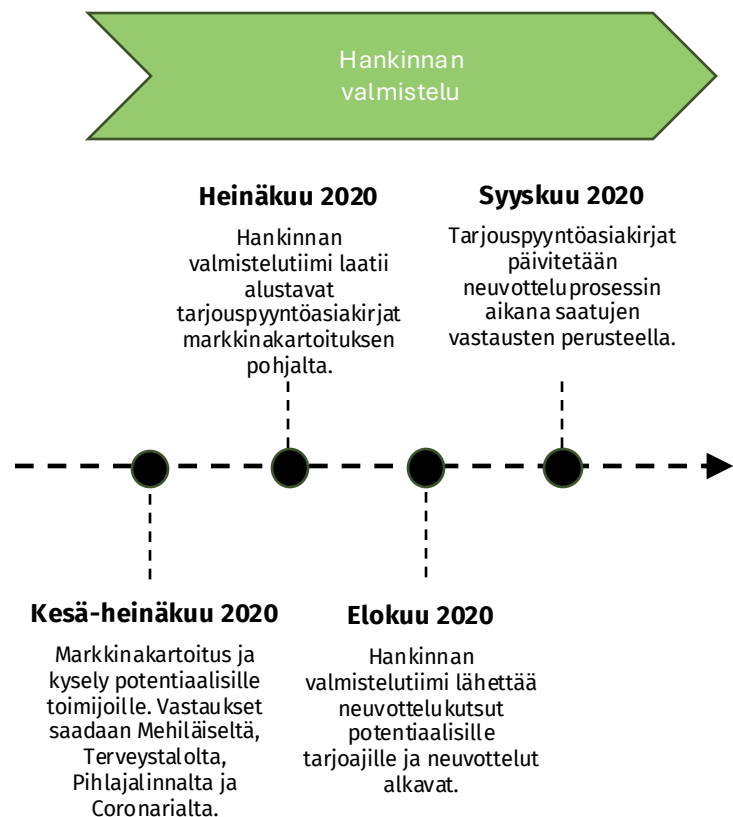 Hankinnan
valmistelu
Heinäkuu 2020
Hankinnan
valmistelutiimi laatii
alustavat
tarjouspyyntöasiakirjat
markkinakartoituksen
pohjalta.
Syyskuu 2020
Tarjouspyyntöasiakirjat
päivitetään
neuvotteluprosessin
aikana saatujen
vastausten perusteella.
Kesä-heinäkuu 2020
Markkinakartoitus ja
kysely potentiaalisille
toimijoille. Vastaukset
saadaan Mehiläiseltä,
Terveystalolta,
Pihlajalinnalta ja
Coronarialta.
Elokuu 2020
Hankinnan
valmistelutiimi lähettää
neuvottelukutsut
potentiaalisille
tarjoajille ja neuvottelut
alkavat.